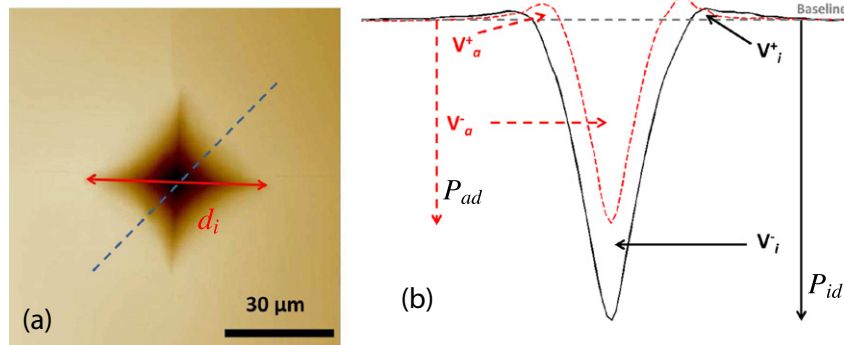 d_i
30 µm
(a)
Baseline
V⁺_a
V⁺_i
V⁻_a
P_ad
V⁻_i
P_id
(b)